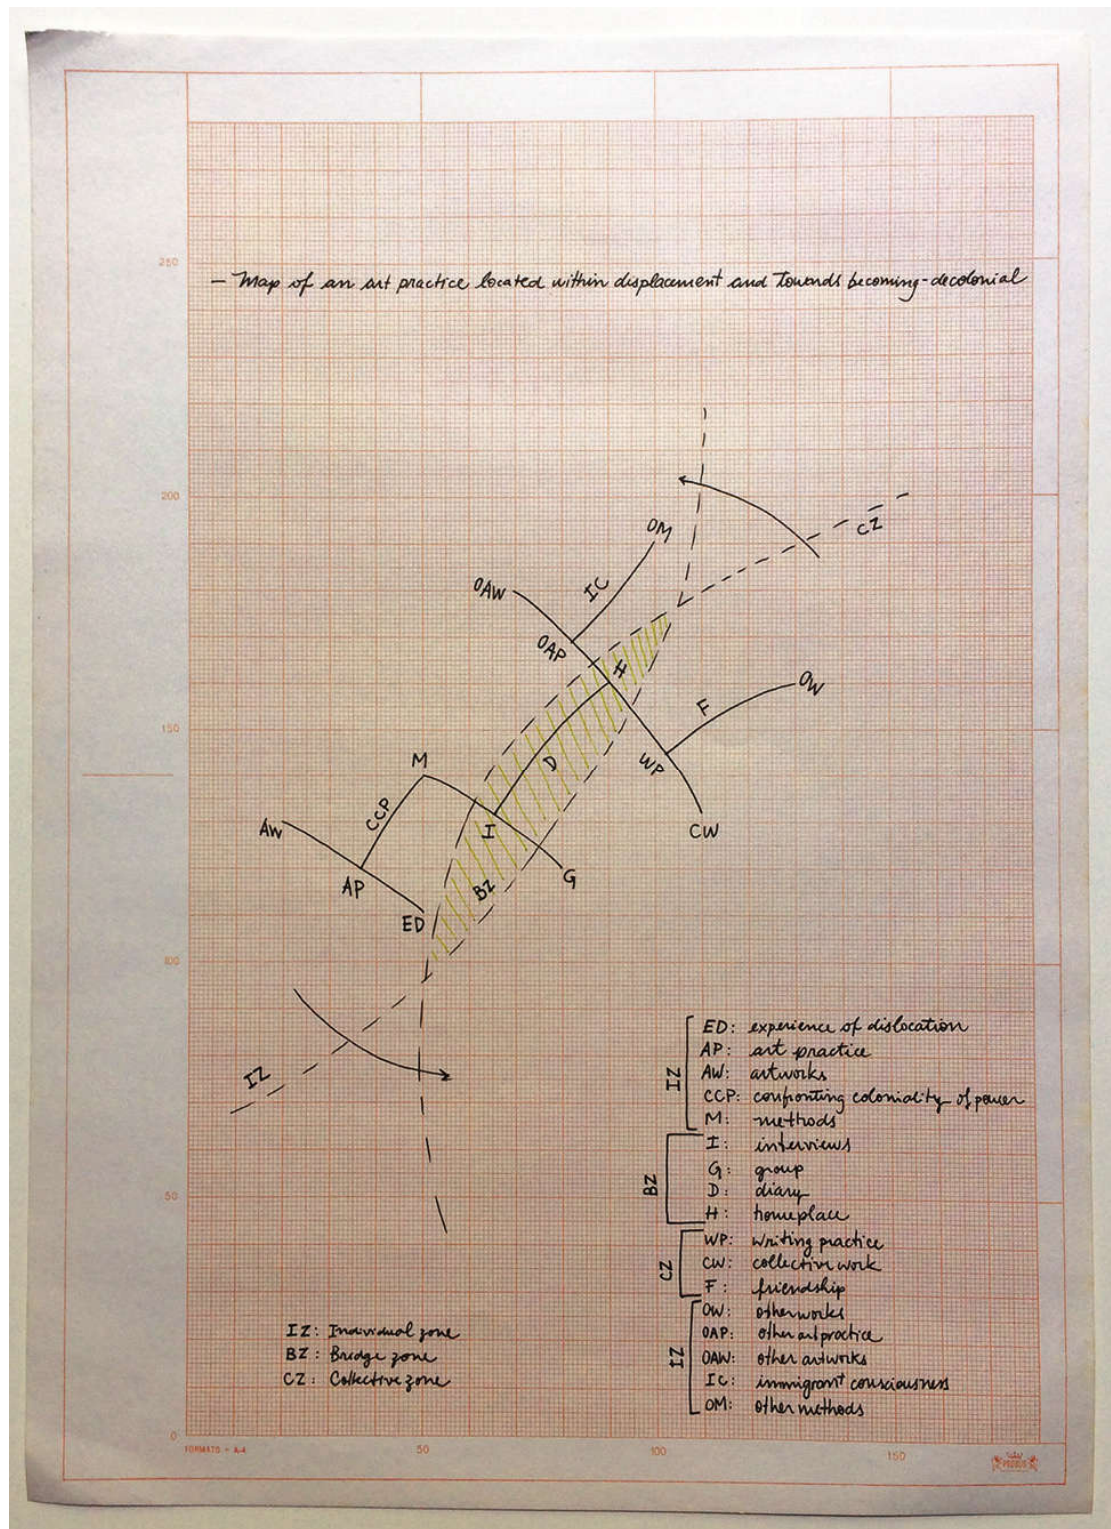 250
— Map of an art practice located within displacement and towards becoming-decolonial
200
CZ
OM
IC
OAW
OAP
H
OW
F
150
WP
D
M
CCP
I
CW
AW
AP
BZ
G
ED
100
IZ
IZ
ED: experience of dislocation
AP: art practice
AW: artworks
CCP: confronting coloniality of power
M: methods
BZ
I: interviews
G: group
D: diary
H: homeplace
CZ
WP: writing practice
CW: collective work
F: friendship
IZ
OW: other works
OAP: other art practice
OAW: other artworks
IC: immigrant consciousness
OM: other methods
50
IZ: Individual zone
BZ: Bridge zone
CZ: Collective zone
0
FORMATO - A-4
50
100
150